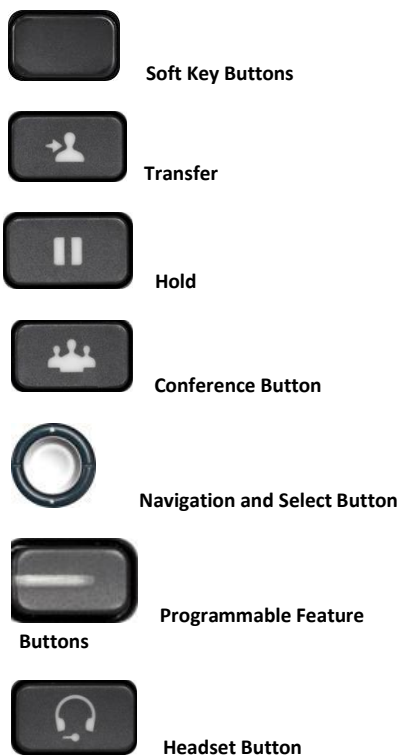 Soft Key Buttons
Transfer
Hold
Conference Button
Navigation and Select Button
Programmable Feature
Buttons
Headset Button